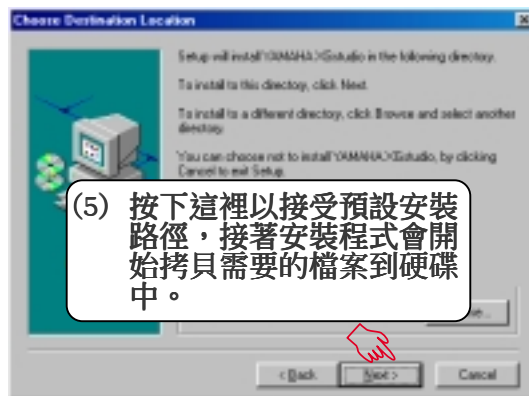 Choose Destination Location
Setup will install YAMAHA XGstudio in the following directory.
To install to this directory, click Next.
To install to a different directory, click Browse and select another
directory.
You can choose not to install YAMAHA XGstudio, by clicking
Cancel to exit Setup.
(5) 按下這裡以接受預設安裝
路徑，接著安裝程式會開
始拷貝需要的檔案到硬碟
中。
< Back
Next >
Cancel